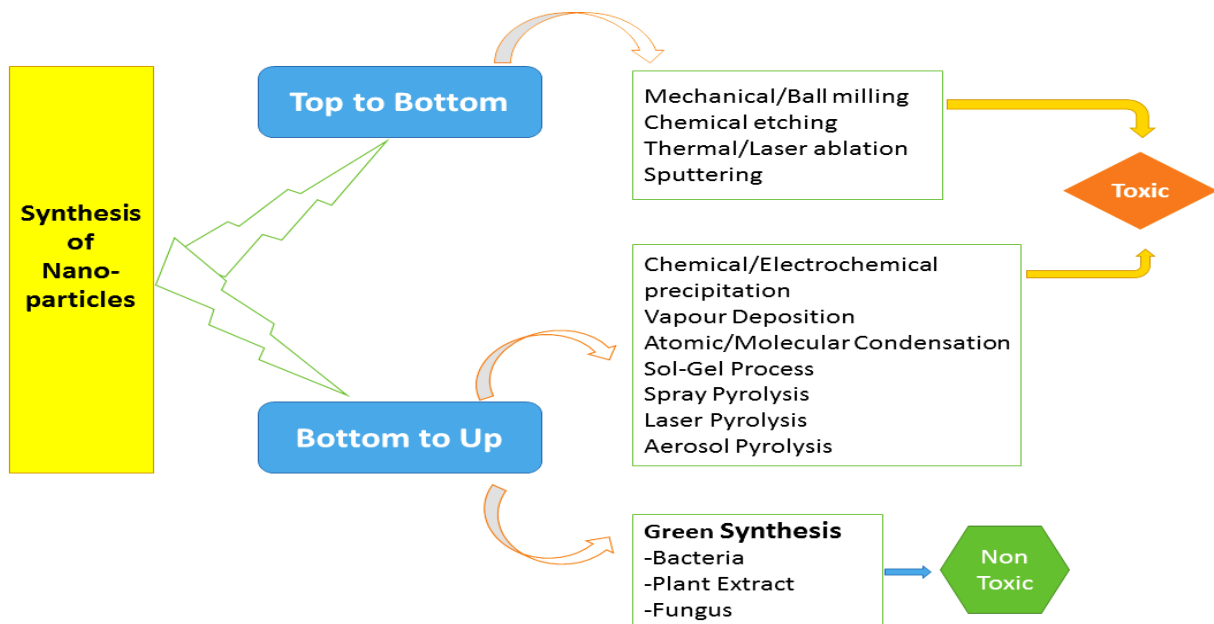 Synthesis
of
Nano-
particles
Top to Bottom
Mechanical/Ball milling
Chemical etching
Thermal/Laser ablation
Sputtering
Toxic
Chemical/Electrochemical
precipitation
Vapour Deposition
Atomic/Molecular Condensation
Sol-Gel Process
Spray Pyrolysis
Laser Pyrolysis
Aerosol Pyrolysis
Bottom to Up
Green Synthesis
-Bacteria
-Plant Extract
-Fungus
Non
Toxic